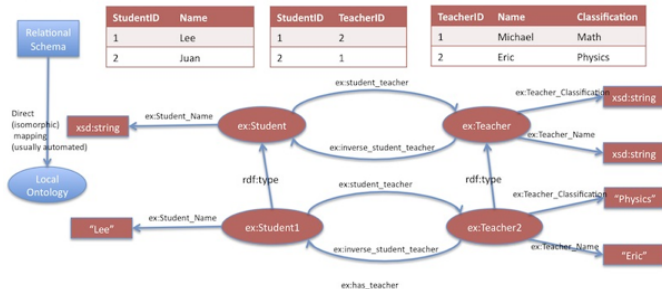 StudentID Name
1 Lee
2 Juan
StudentID TeacherID
1 2
2 1
TeacherID Name Classification
1 Michael Math
2 Eric Physics
Relational
Schema
Direct
(isomorphic)
mapping
(usually automated)
Local
Ontology
ex:student_teacher
ex:Teacher_Classification
xsd:string
ex:Student_Name
xsd:string
ex:Student
ex:Teacher
ex:Teacher_Name
xsd:string
ex:inverse_student_teacher
rdf:type
rdf:type
ex:student_teacher
ex:Teacher_Classification
"Physics"
ex:Student_Name
"Lee"
ex:Student1
ex:Teacher2
ex:inverse_student_teacher
ex:Teacher_Name
"Eric"
ex:has_teacher